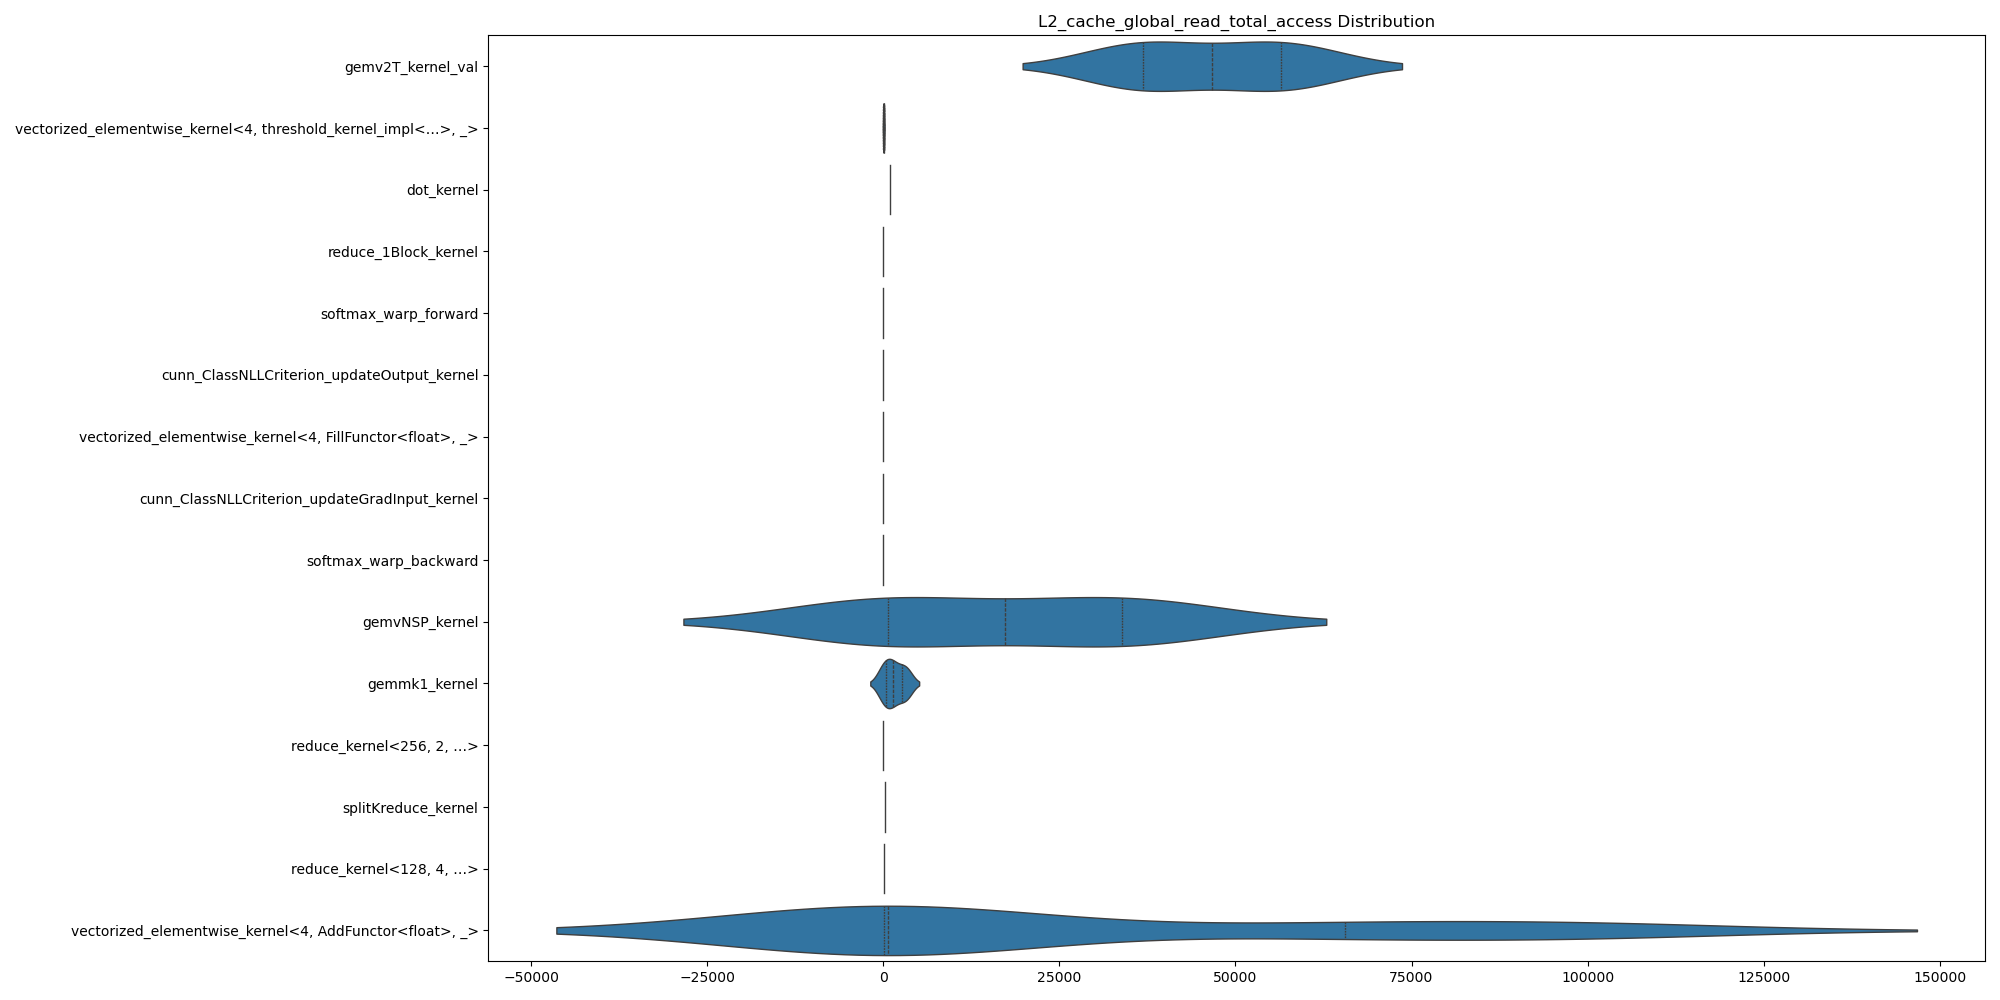 L2_cache_global_read_total_access Distribution
gemv2T_kernel_val
vectorized_elementwise_kernel<4, threshold_kernel_impl<...>, _>
dot_kernel
reduce_1Block_kernel
softmax_warp_forward
cunn_ClassNLLCriterion_updateOutput_kernel
vectorized_elementwise_kernel<4, FillFunctor<float>, _>
cunn_ClassNLLCriterion_updateGradInput_kernel
softmax_warp_backward
gemvNSP_kernel
gemmk1_kernel
reduce_kernel<256, 2, ...>
splitKreduce_kernel
reduce_kernel<128, 4, ...>
vectorized_elementwise_kernel<4, AddFunctor<float>, _>
−50000 −25000 0 25000 50000 75000 100000 125000 150000